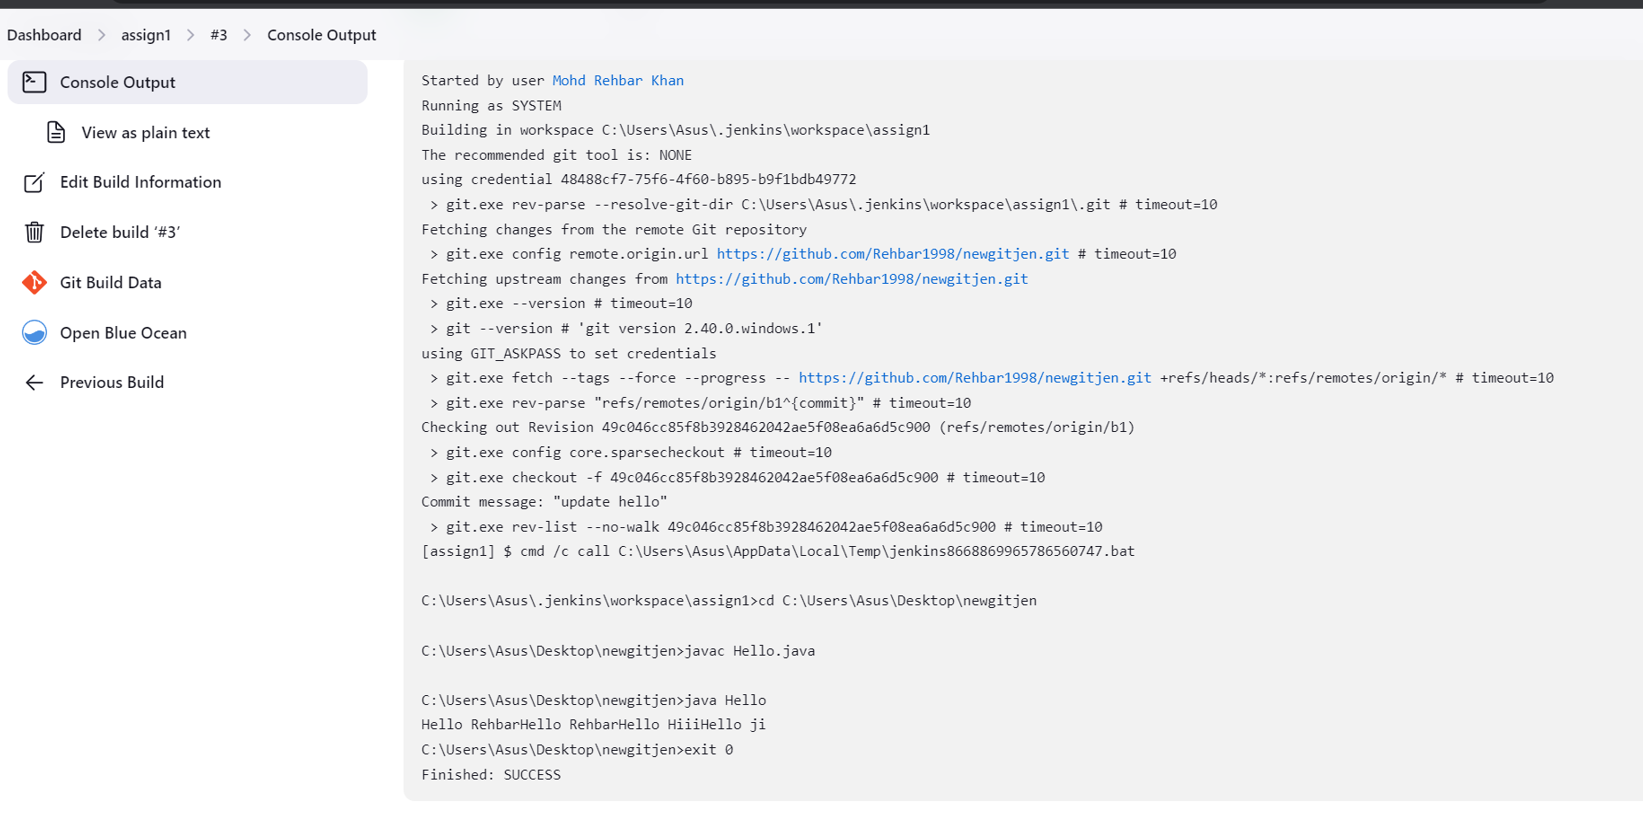 Dashboard > assign1 > #3 > Console Output
Console Output
View as plain text
Edit Build Information
Delete build ‘#3’
Git Build Data
Open Blue Ocean
Previous Build
Started by user Mohd Rehbar Khan
Running as SYSTEM
Building in workspace C:\Users\Asus\.jenkins\workspace\assign1
The recommended git tool is: NONE
using credential 48488cf7-75f6-4f60-b895-b9f1bdb49772
 > git.exe rev-parse --resolve-git-dir C:\Users\Asus\.jenkins\workspace\assign1\.git # timeout=10
Fetching changes from the remote Git repository
 > git.exe config remote.origin.url https://github.com/Rehbar1998/newgitjen.git # timeout=10
Fetching upstream changes from https://github.com/Rehbar1998/newgitjen.git
 > git.exe --version # timeout=10
 > git --version # 'git version 2.40.0.windows.1'
using GIT_ASKPASS to set credentials
 > git.exe fetch --tags --force --progress -- https://github.com/Rehbar1998/newgitjen.git +refs/heads/*:refs/remotes/origin/* # timeout=10
 > git.exe rev-parse "refs/remotes/origin/b1^{commit}" # timeout=10
Checking out Revision 49c046cc85f8b3928462042ae5f08ea6a6d5c900 (refs/remotes/origin/b1)
 > git.exe config core.sparsecheckout # timeout=10
 > git.exe checkout -f 49c046cc85f8b3928462042ae5f08ea6a6d5c900 # timeout=10
Commit message: "update hello"
 > git.exe rev-list --no-walk 49c046cc85f8b3928462042ae5f08ea6a6d5c900 # timeout=10
[assign1] $ cmd /c call C:\Users\Asus\AppData\Local\Temp\jenkins8668869965786560747.bat
C:\Users\Asus\.jenkins\workspace\assign1>cd C:\Users\Asus\Desktop\newgitjen
C:\Users\Asus\Desktop\newgitjen>javac Hello.java
C:\Users\Asus\Desktop\newgitjen>java Hello
Hello RehbarHello RehbarHello HiiiHello ji
C:\Users\Asus\Desktop\newgitjen>exit 0
Finished: SUCCESS